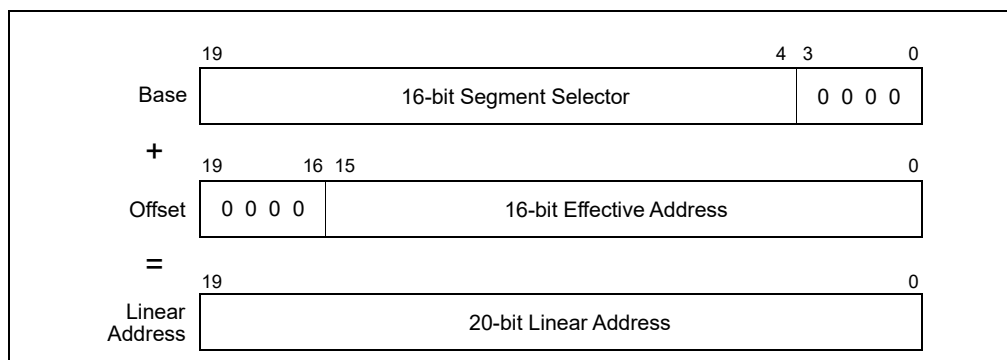 19 4 3 0
Base 16-bit Segment Selector 0 0 0 0
+
19 16 15 0
Offset 0 0 0 0 16-bit Effective Address
=
19 0
Linear
Address 20-bit Linear Address